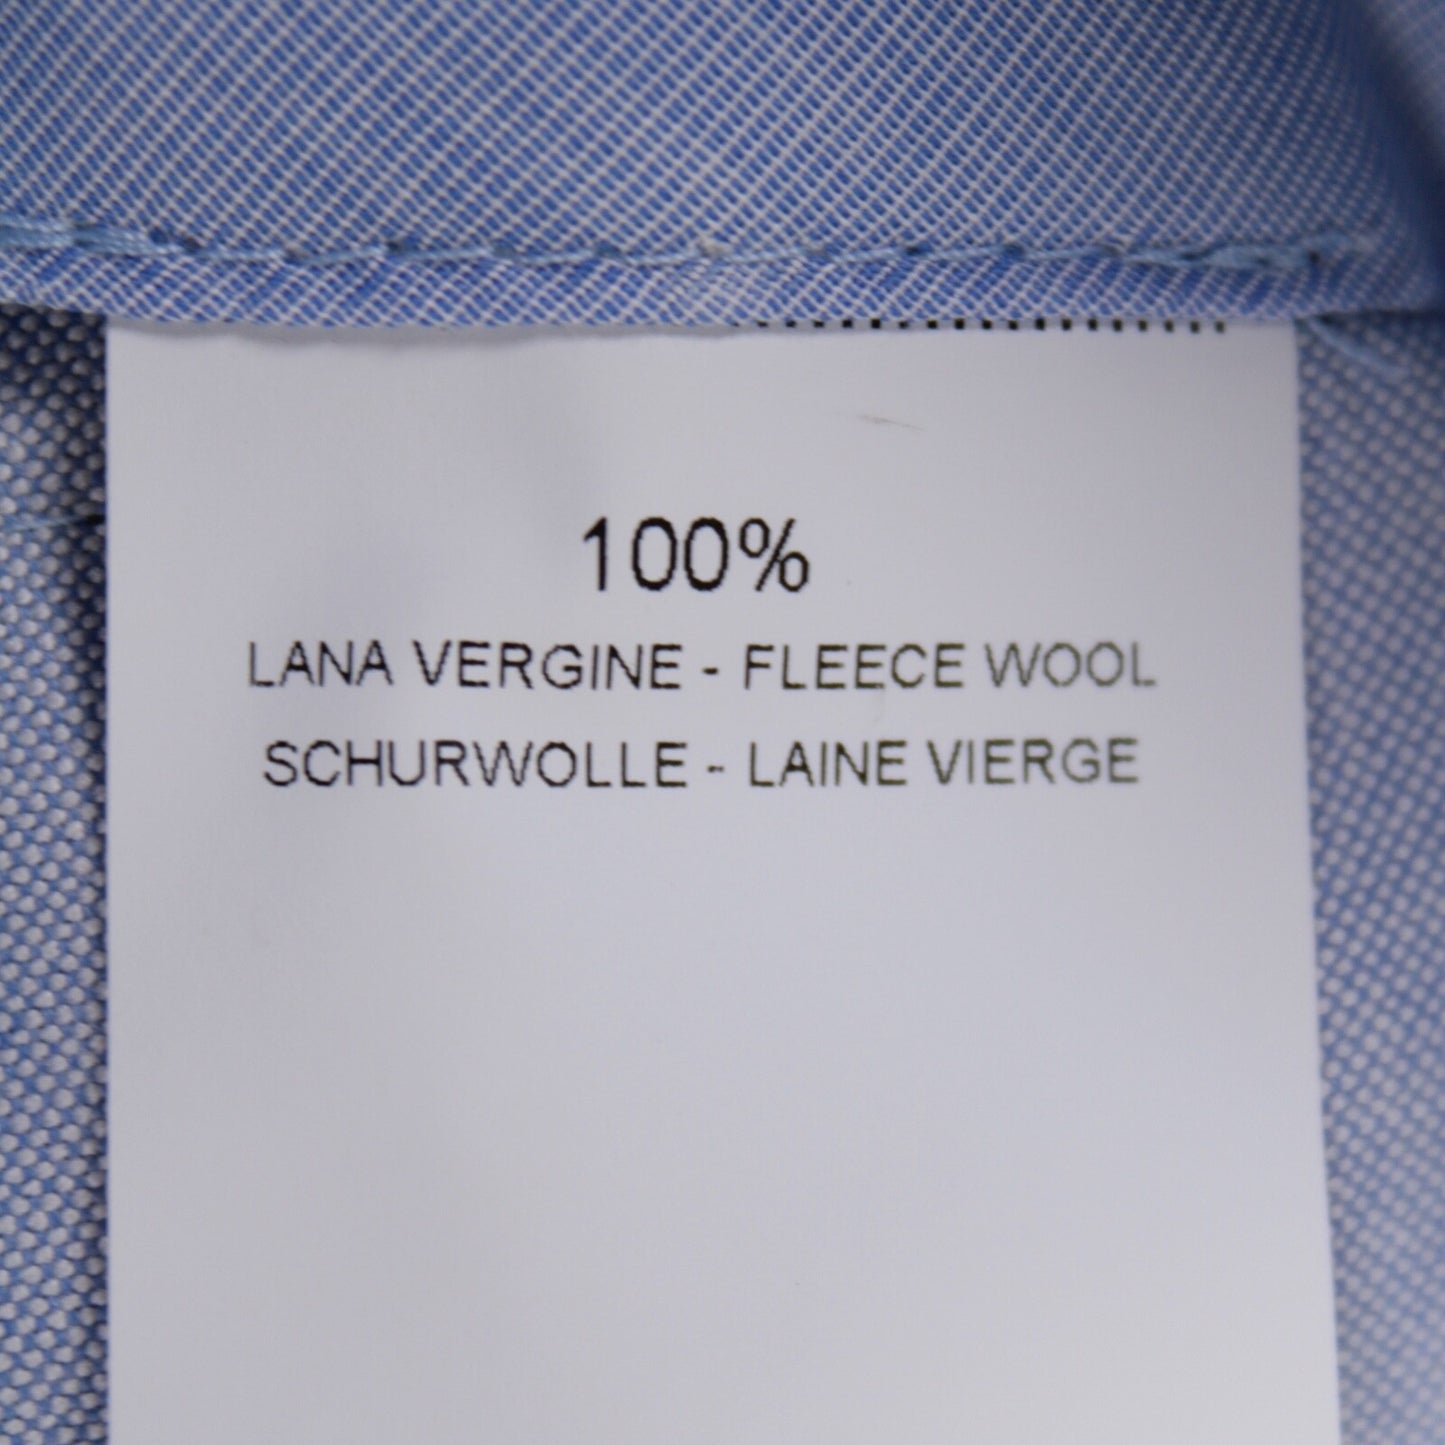 100%
LANA VERGINE - FLEECE WOOL
SCHURWOLLE - LAINE VIERGE